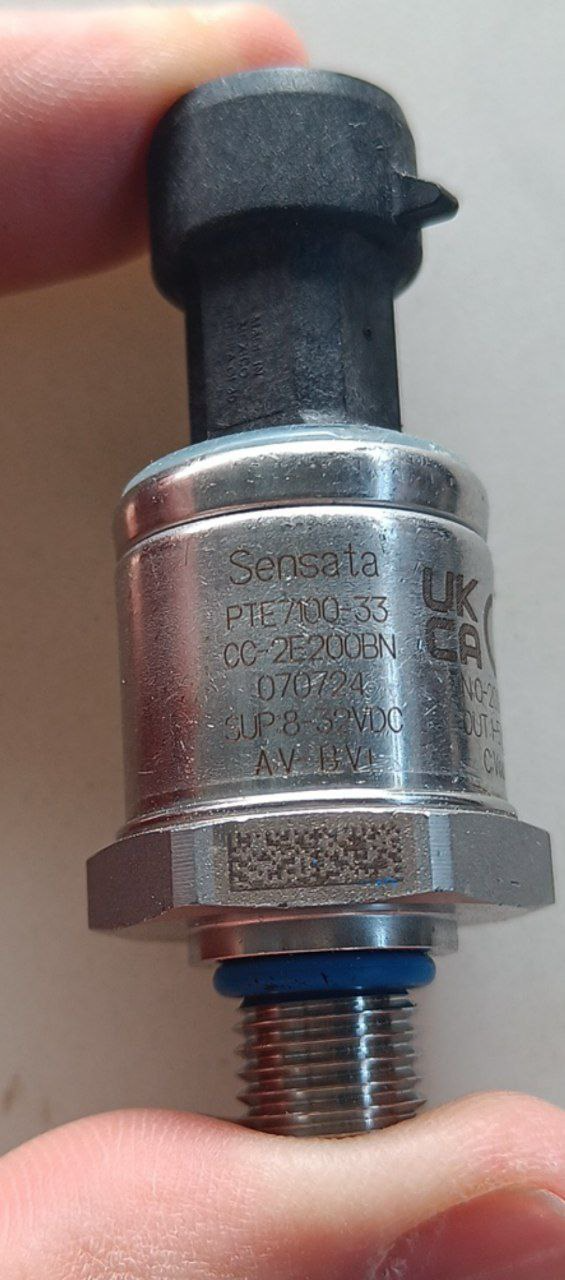 Sensata
PTE7100-33
CC-2E200BN
070724
SUP:8-32VDC
A V- B V+
UK
CA